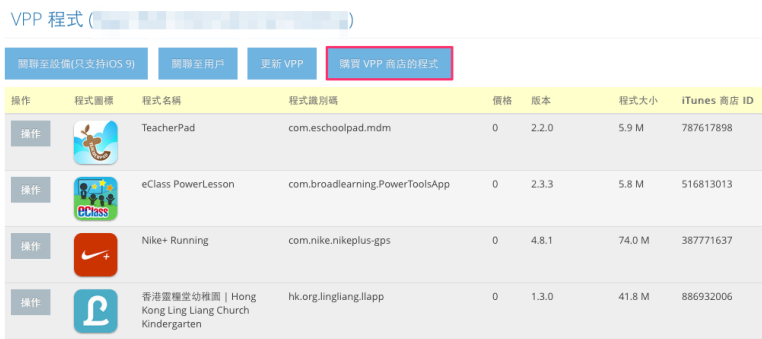 VPP 程式 ( )
關聯至設備(只支持iOS 9) 關聯至用戶 更新 VPP 購買 VPP 商店的程式
操作 程式圖標 程式名稱 程式識別碼 價格 版本 程式大小 iTunes 商店 ID
操作 TeacherPad com.eschoolpad.mdm 0 2.2.0 5.9 M 787617898
操作 eClass eClass PowerLesson com.broadlearning.PowerToolsApp 0 2.3.3 5.8 M 516813013
操作 Nike+ Running com.nike.nikeplus-gps 0 4.8.1 74.0 M 387771637
操作 香港靈糧堂幼稚園 | Hong hk.org.lingliang.llapp 0 1.3.0 41.8 M 886932006
Kong Ling Liang Church
Kindergarten